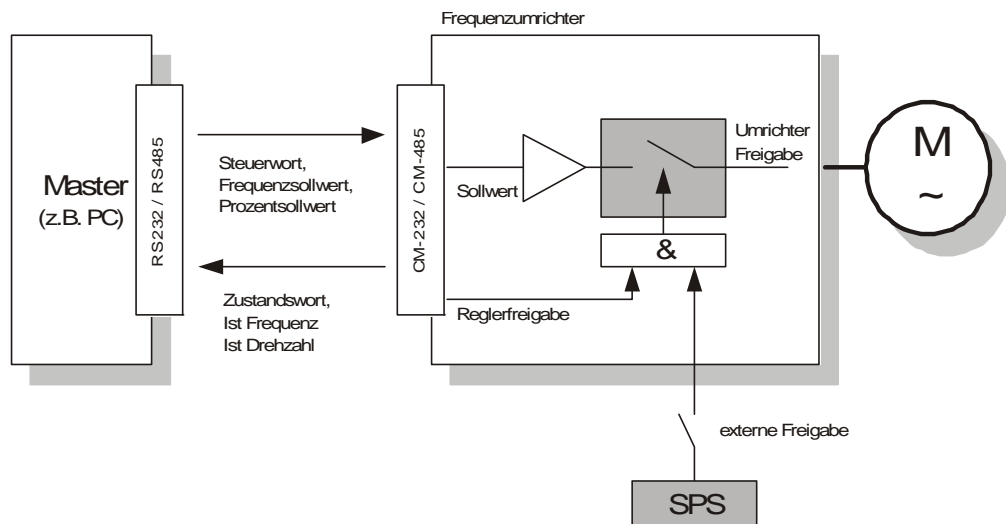 Frequenzumrichter
Master
(z.B. PC)
RS232 / RS485
Steuerwort,
Frequenzsollwert,
Prozentsollwert
Zustandswort,
Ist Frequenz
Ist Drehzahl
CM-232 / CM-485
Sollwert
Reglerfreigabe
&
Umrichter
Freigabe
M
~
externe Freigabe
SPS